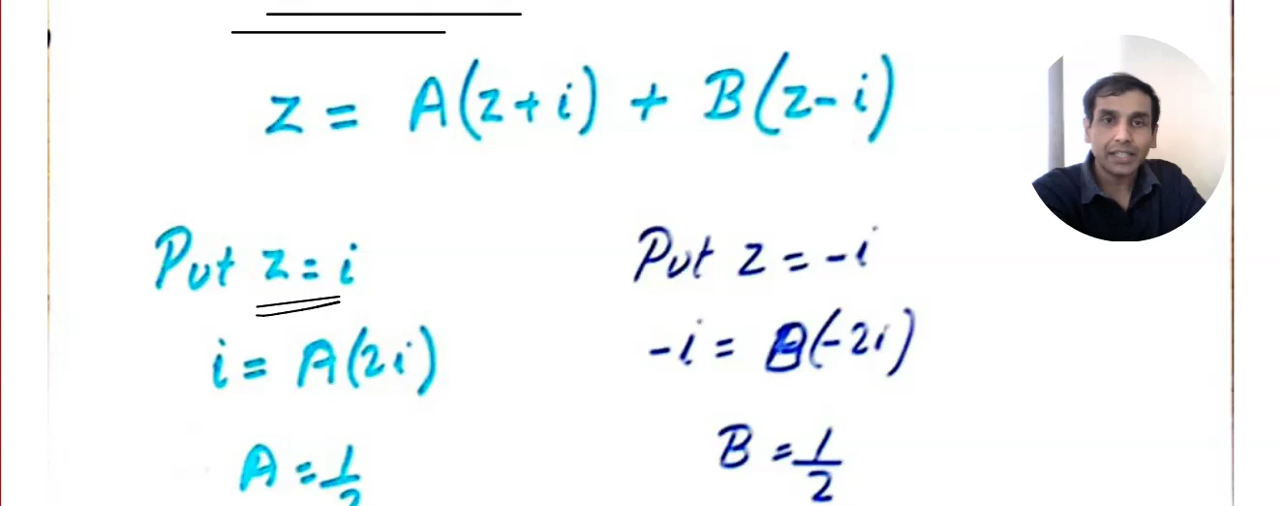 z = A(z+i) + B(z-i)
Put z = i
i = A(2i)
A = 1/2
Put z = -i
-i = B(-2i)
B = 1/2